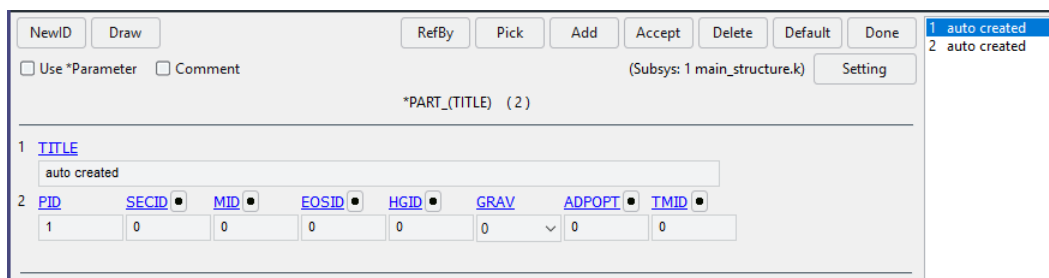 NewID Draw RefBy Pick Add Accept Delete Default Done
Use *Parameter Comment (Subsys: 1 main_structure.k) Setting
*PART_(TITLE) (2)
1 TITLE
auto created
2 PID SECID MID EOSID HGID GRAV ADPOPT TMID
1 0 0 0 0 0 0 0
1 auto created
2 auto created